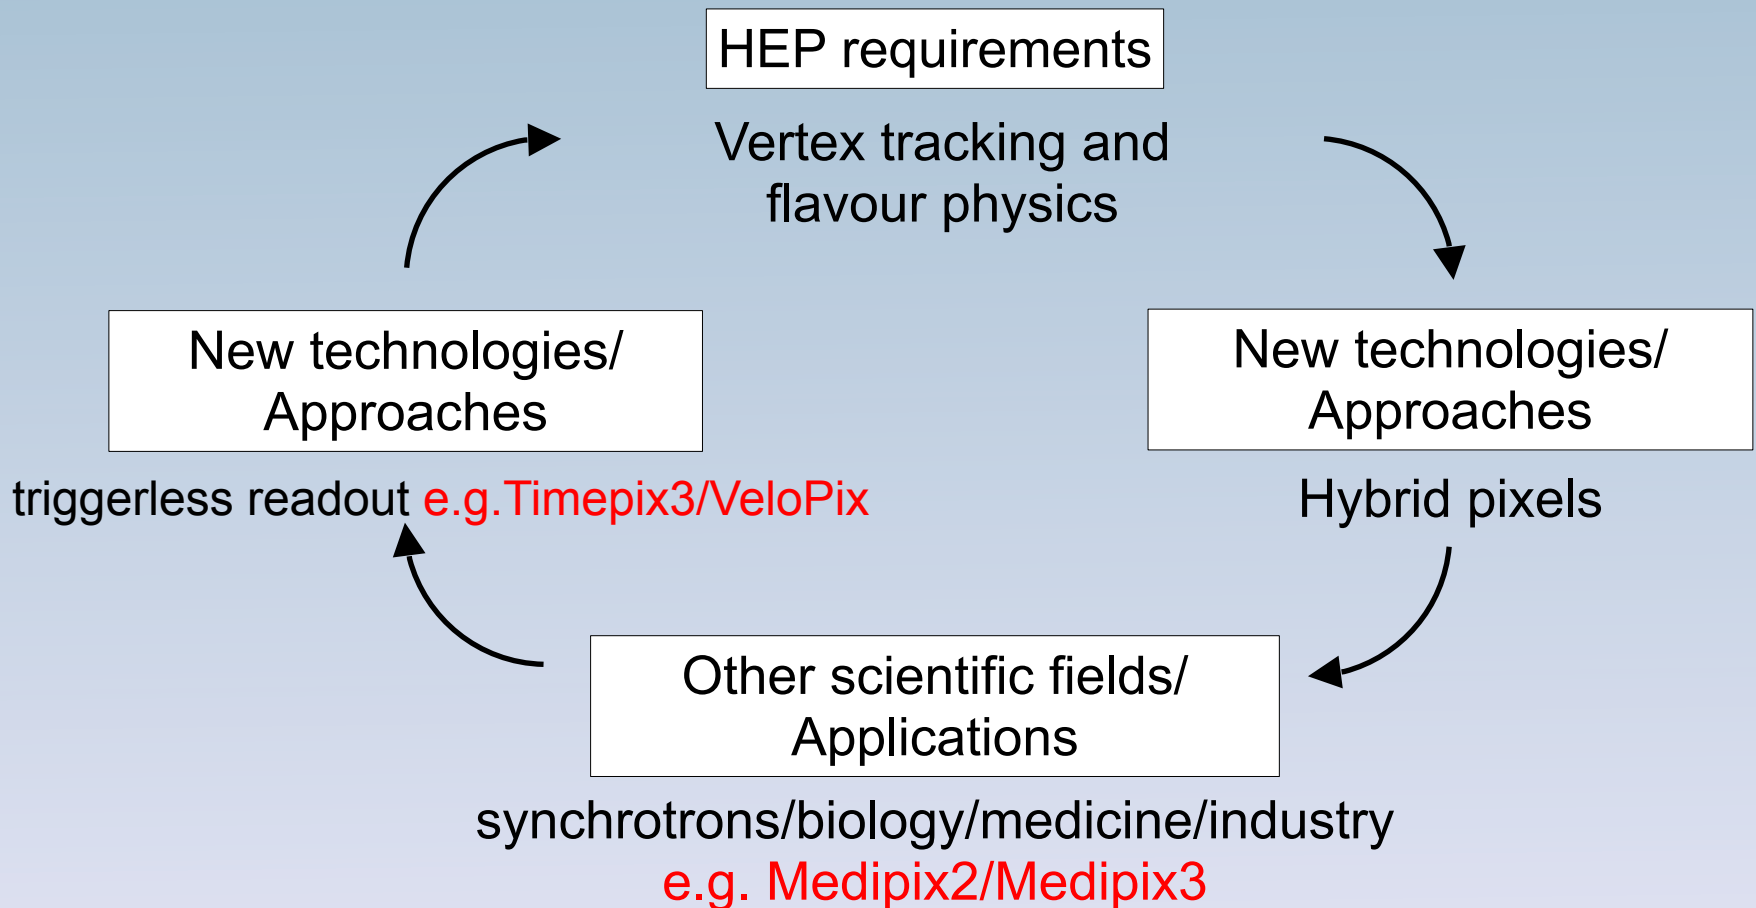 HEP requirements
Vertex tracking and
flavour physics
New technologies/
Approaches
triggerless readout e.g.Timepix3/VeloPix
New technologies/
Approaches
Hybrid pixels
Other scientific fields/
Applications
synchrotrons/biology/medicine/industry
e.g. Medipix2/Medipix3